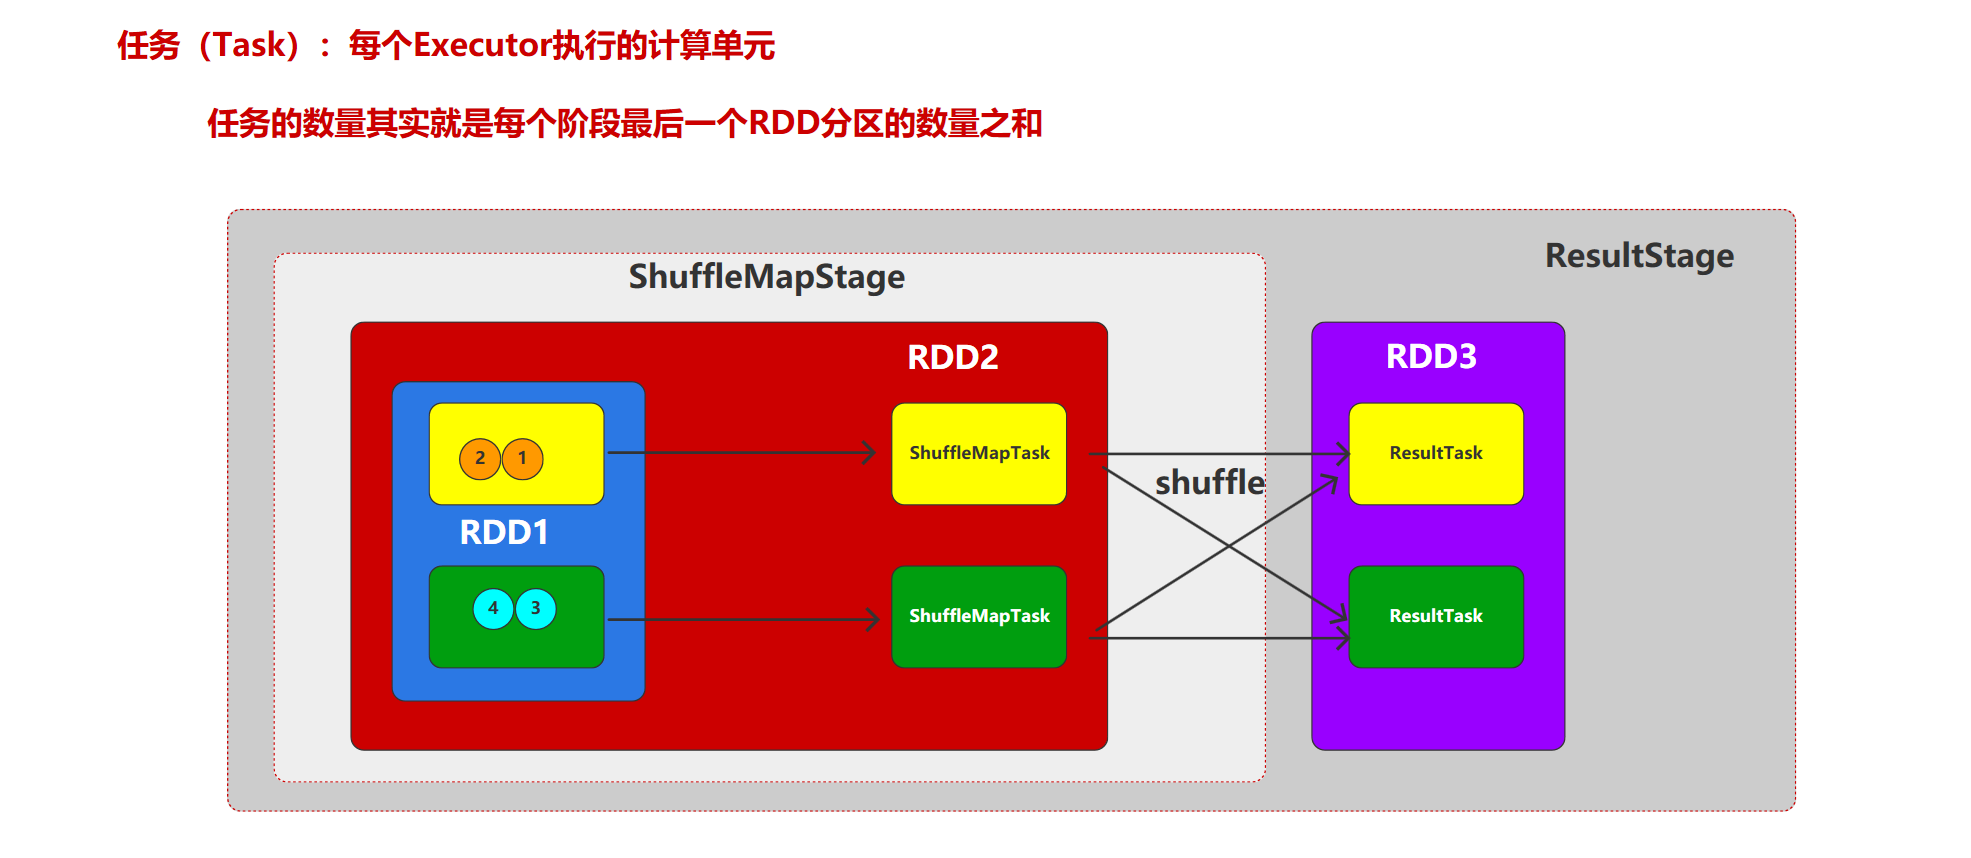 任务（Task）：每个Executor执行的计算单元
任务的数量其实就是每个阶段最后一个RDD分区的数量之和
ResultStage
ShuffleMapStage
RDD2
RDD3
2 1
ShuffleMapTask
ResultTask
shuffle
RDD1
4 3
ShuffleMapTask
ResultTask